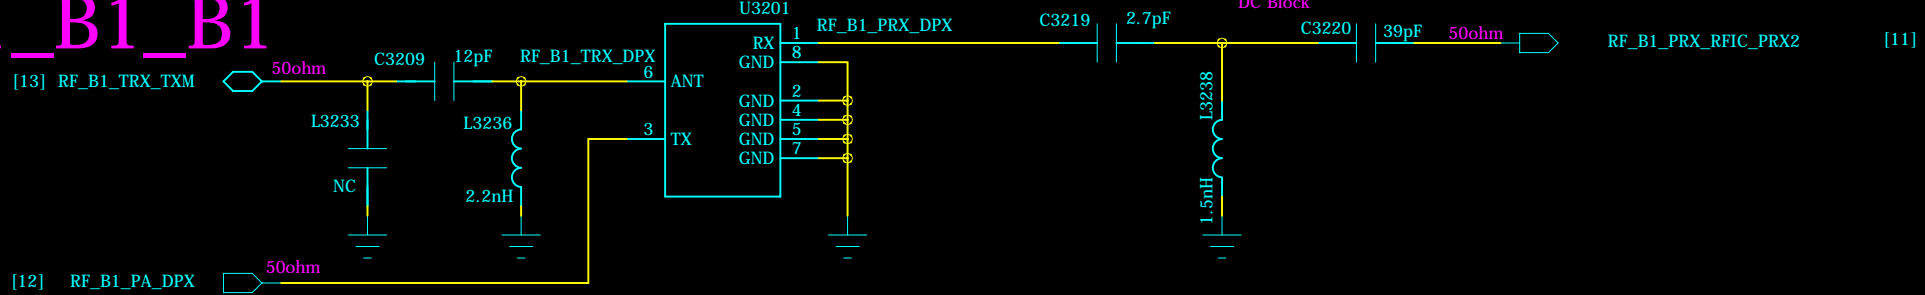 _B1_B1
U3201
DC Block
RF_B1_PRX_DPX
C3219
2.7pF
C3220
39pF
50ohm
RF_B1_PRX_RFIC_PRX2
[11]
[13]
RF_B1_TRX_TXM
50ohm
C3209
12pF
RF_B1_TRX_DPX
6
ANT
RX
1
GND
8
GND
2
GND
4
GND
5
GND
7
3
TX
L3233
NC
L3236
2.2nH
L3238
1.5nH
[12]
RF_B1_PA_DPX
50ohm